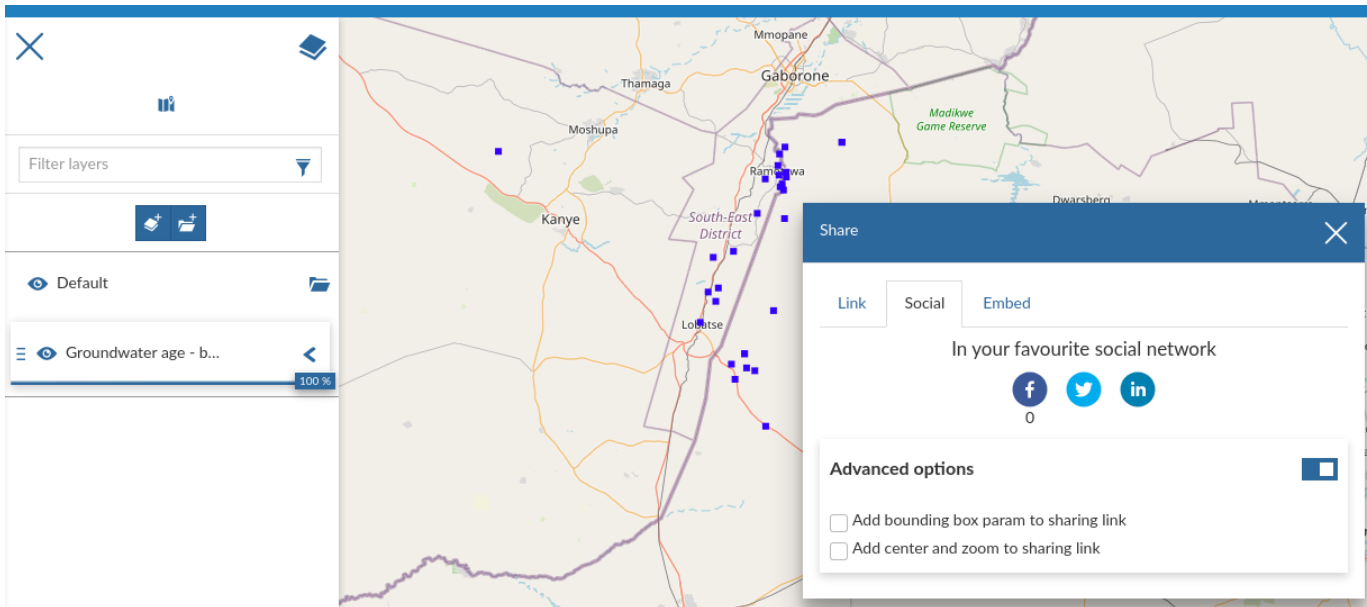 Filter layers
Default
Groundwater age - b...
100 %
Mmopane
Gaborone
Thamaga
Moshupa
Madikwe
Game Reserve
Kanye
South-East
District
Dwarsberg
Lobatse
Share
Link
Social
Embed
In your favourite social network
0
Advanced options
Add bounding box param to sharing link
Add center and zoom to sharing link